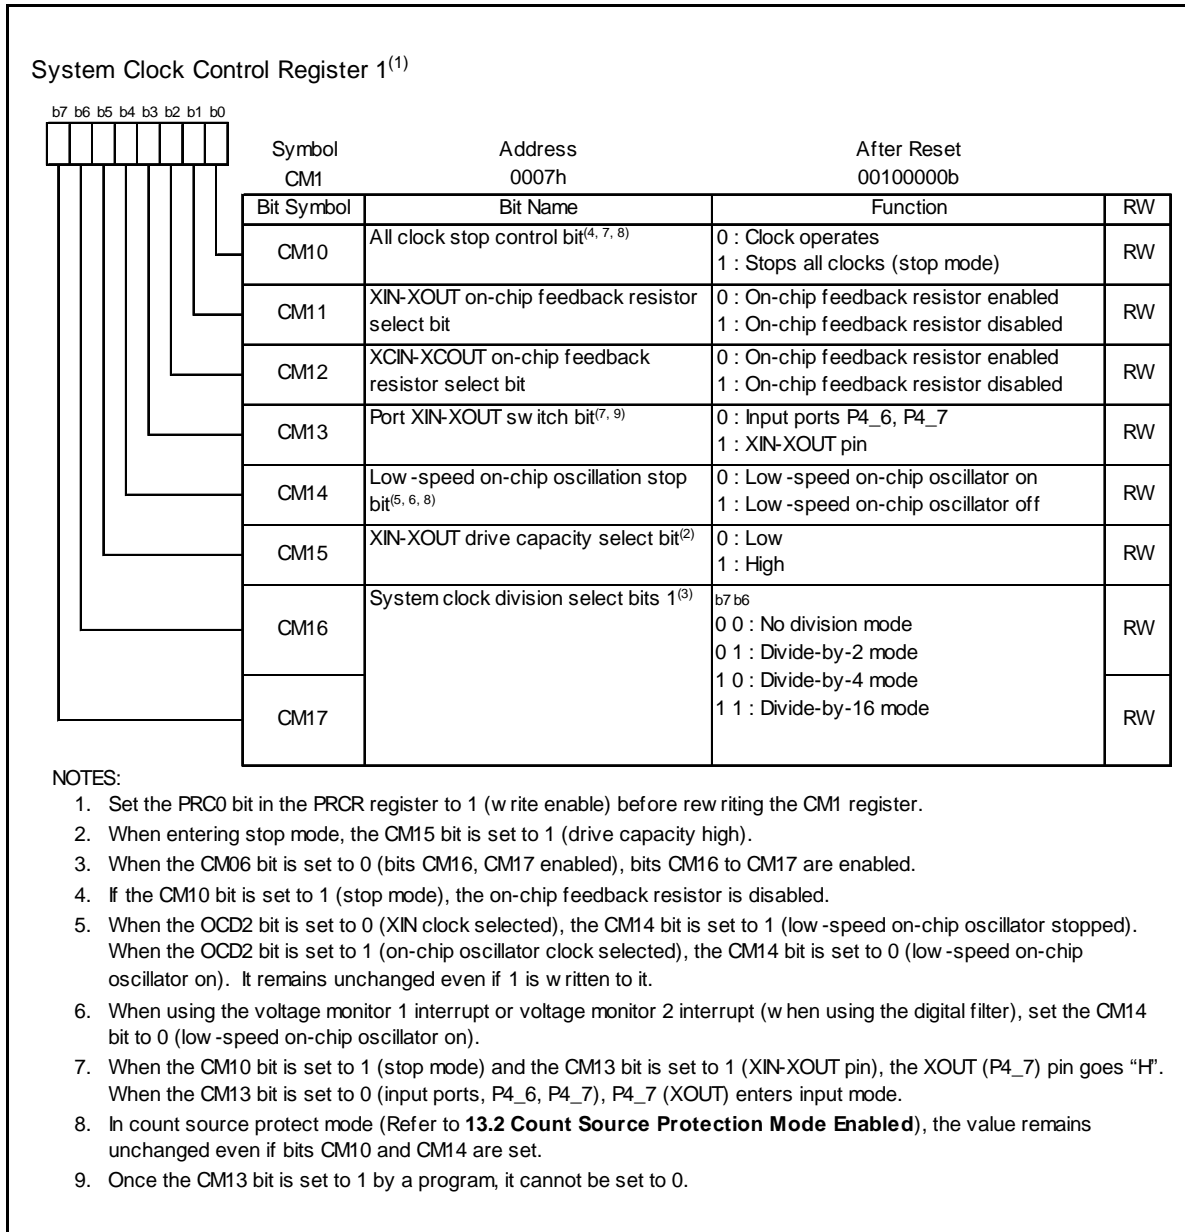 System Clock Control Register 1(1)
b7 b6 b5 b4 b3 b2 b1 b0
Symbol Address After Reset
CM1 0007h 00100000b
Bit Symbol Bit Name Function RW
CM10 All clock stop control bit(4, 7, 8) 0 : Clock operates RW
1 : Stops all clocks (stop mode)
CM11 XIN-XOUT on-chip feedback resistor 0 : On-chip feedback resistor enabled RW
select bit 1 : On-chip feedback resistor disabled
CM12 XCIN-XCOUT on-chip feedback 0 : On-chip feedback resistor enabled RW
resistor select bit 1 : On-chip feedback resistor disabled
CM13 Port XIN-XOUT switch bit(7, 9) 0 : Input ports P4_6, P4_7 RW
1 : XIN-XOUT pin
CM14 Low-speed on-chip oscillation stop 0 : Low-speed on-chip oscillator on RW
bit(5, 6, 8) 1 : Low-speed on-chip oscillator off
CM15 XIN-XOUT drive capacity select bit(2) 0 : Low RW
1 : High
CM16 System clock division select bits 1(3) b7 b6 RW
0 0 : No division mode
0 1 : Divide-by-2 mode
CM17 1 0 : Divide-by-4 mode RW
1 1 : Divide-by-16 mode
NOTES:
1. Set the PRC0 bit in the PRCR register to 1 (write enable) before rewriting the CM1 register.
2. When entering stop mode, the CM15 bit is set to 1 (drive capacity high).
3. When the CM06 bit is set to 0 (bits CM16, CM17 enabled), bits CM16 to CM17 are enabled.
4. If the CM10 bit is set to 1 (stop mode), the on-chip feedback resistor is disabled.
5. When the OCD2 bit is set to 0 (XIN clock selected), the CM14 bit is set to 1 (low-speed on-chip oscillator stopped).
When the OCD2 bit is set to 1 (on-chip oscillator clock selected), the CM14 bit is set to 0 (low-speed on-chip
oscillator on). It remains unchanged even if 1 is written to it.
6. When using the voltage monitor 1 interrupt or voltage monitor 2 interrupt (when using the digital filter), set the CM14
bit to 0 (low-speed on-chip oscillator on).
7. When the CM10 bit is set to 1 (stop mode) and the CM13 bit is set to 1 (XIN-XOUT pin), the XOUT (P4_7) pin goes “H”.
When the CM13 bit is set to 0 (input ports, P4_6, P4_7), P4_7 (XOUT) enters input mode.
8. In count source protect mode (Refer to 13.2 Count Source Protection Mode Enabled), the value remains
unchanged even if bits CM10 and CM14 are set.
9. Once the CM13 bit is set to 1 by a program, it cannot be set to 0.